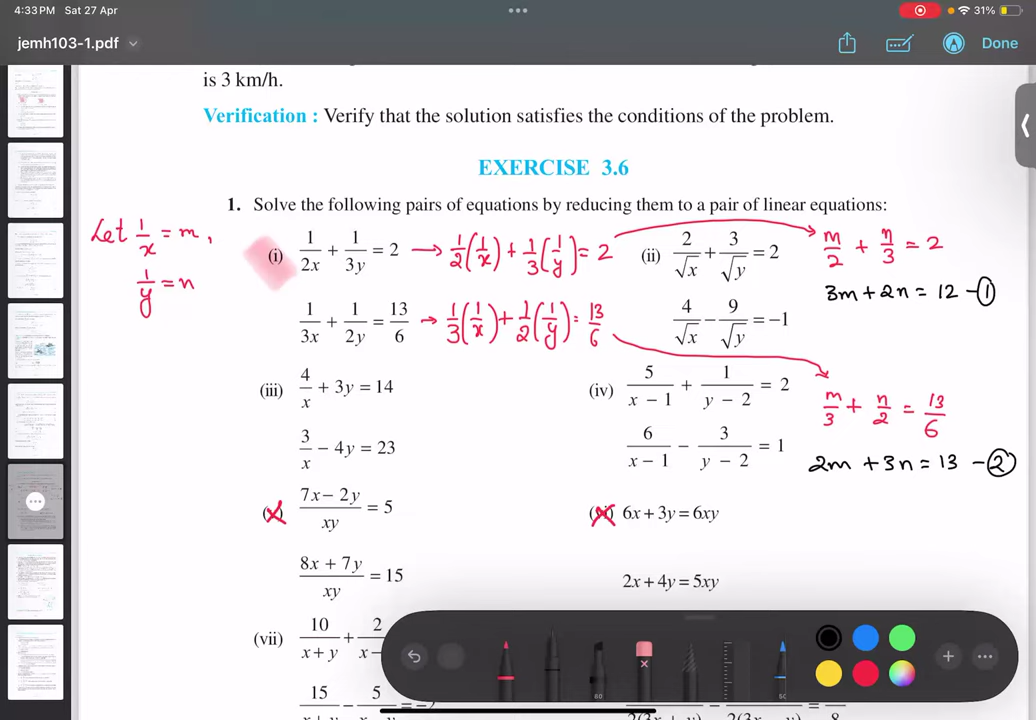 4:33 PM Sat 27 Apr
31%
jemh103-1.pdf
Done
is 3 km/h.
Verification : Verify that the solution satisfies the conditions of the problem.
EXERCISE 3.6
1. Solve the following pairs of equations by reducing them to a pair of linear equations:
Let 1/x = m,
1/y = n
(i) 1/2x + 1/3y = 2 → 1/2(1/x) + 1/3(1/y) = 2
1/3x + 1/2y = 13/6 → 1/3(1/x) + 1/2(1/y) = 13/6
(ii) 2/√x + 3/√y = 2
4/√x − 9/√y = −1
m/2 + n/3 = 2
3m + 2n = 12 - ①
(iii) 4/x + 3y = 14
3/x − 4y = 23
(iv) 5/(x − 1) + 1/(y − 2) = 2
6/(x − 1) − 3/(y − 2) = 1
m/3 + n/2 = 13/6
2m + 3n = 13 - ②
(7x − 2y)/xy = 5
(8x + 7y)/xy = 15
6x + 3y = 6xy
2x + 4y = 5xy
(vii) 10/(x + y) + 2/x−
15 − 5
80